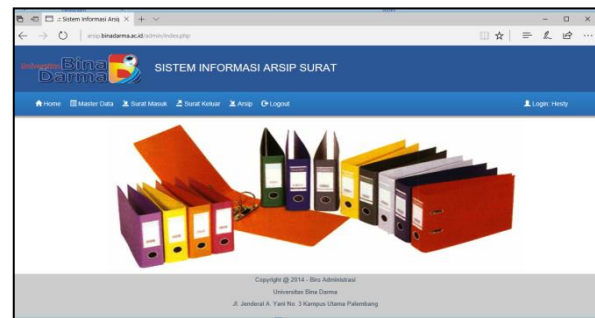 .:: Sistem Informasi Arsip
arsip.binadarma.ac.id/admin/index.php
Universitas Bina Darma
SISTEM INFORMASI ARSIP SURAT
Home Master Data Surat Masuk Surat Keluar Arsip Logout Login: Hesty
Copyright @ 2014 - Biro Administrasi
Universitas Bina Darma
Jl. Jenderal A. Yani No. 3 Kampus Utama Palembang